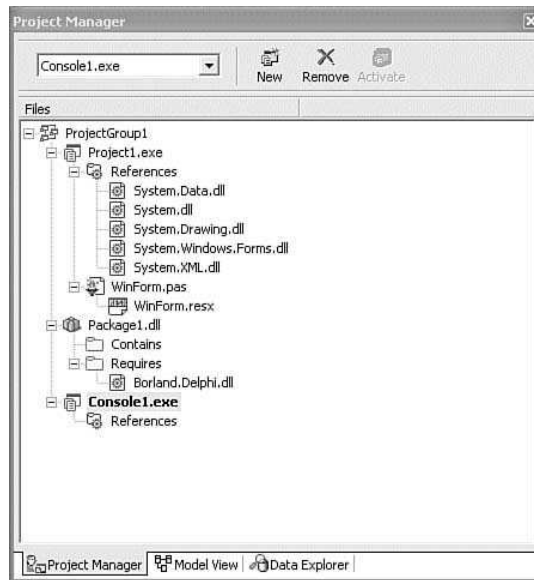 Project Manager
Console1.exe
New Remove Activate
Files
ProjectGroup1
Project1.exe
References
System.Data.dll
System.dll
System.Drawing.dll
System.Windows.Forms.dll
System.XML.dll
WinForm.pas
WinForm.resx
Package1.dll
Contains
Requires
Borland.Delphi.dll
Console1.exe
References
Project Manager Model View Data Explorer